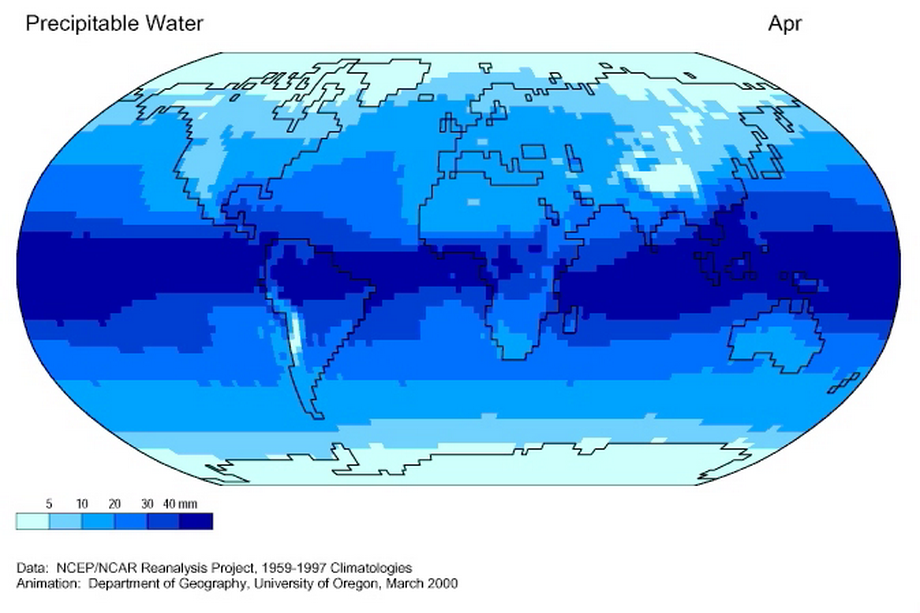 Precipitable Water
Apr
5 10 20 30 40 mm
Data: NCEP/NCAR Reanalysis Project, 1959-1997 Climatologies
Animation: Department of Geography, University of Oregon, March 2000